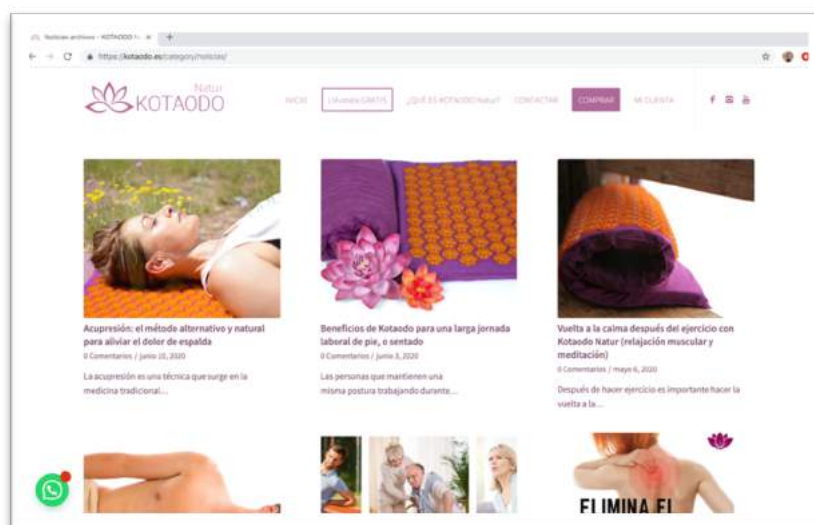 Noticias archivos - KOTAODO N
https://kotaodo.es/category/noticias/
Natur
KOTAODO
INICIO
Llévatelo GRATIS
¿QUÉ ES KOTAODO Natur?
CONTACTAR
COMPRAR
MI CUENTA
Acupresión: el método alternativo y natural
para aliviar el dolor de espalda
0 Comentarios / junio 10, 2020
La acupresión es una técnica que surge en la
medicina tradicional…
Beneficios de Kotaodo para una larga jornada
laboral de pie, o sentado
0 Comentarios / junio 3, 2020
Las personas que mantienen una
misma postura trabajando durante…
Vuelta a la calma después del ejercicio con
Kotaodo Natur (relajación muscular y
meditación)
0 Comentarios / mayo 6, 2020
Después de hacer ejercicio es importante hacer la
vuelta a la…
ELIMINA EL